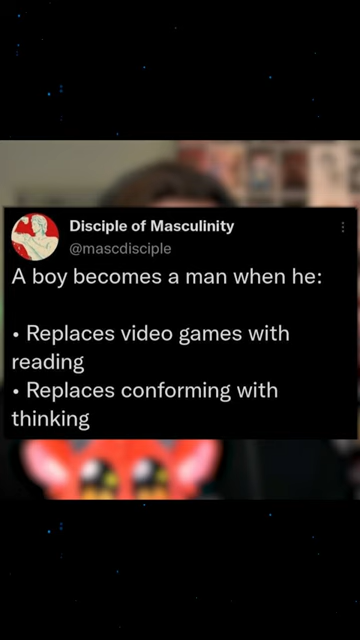 Disciple of Masculinity
@mascdisciple
A boy becomes a man when he:
• Replaces video games with
reading
• Replaces conforming with
thinking